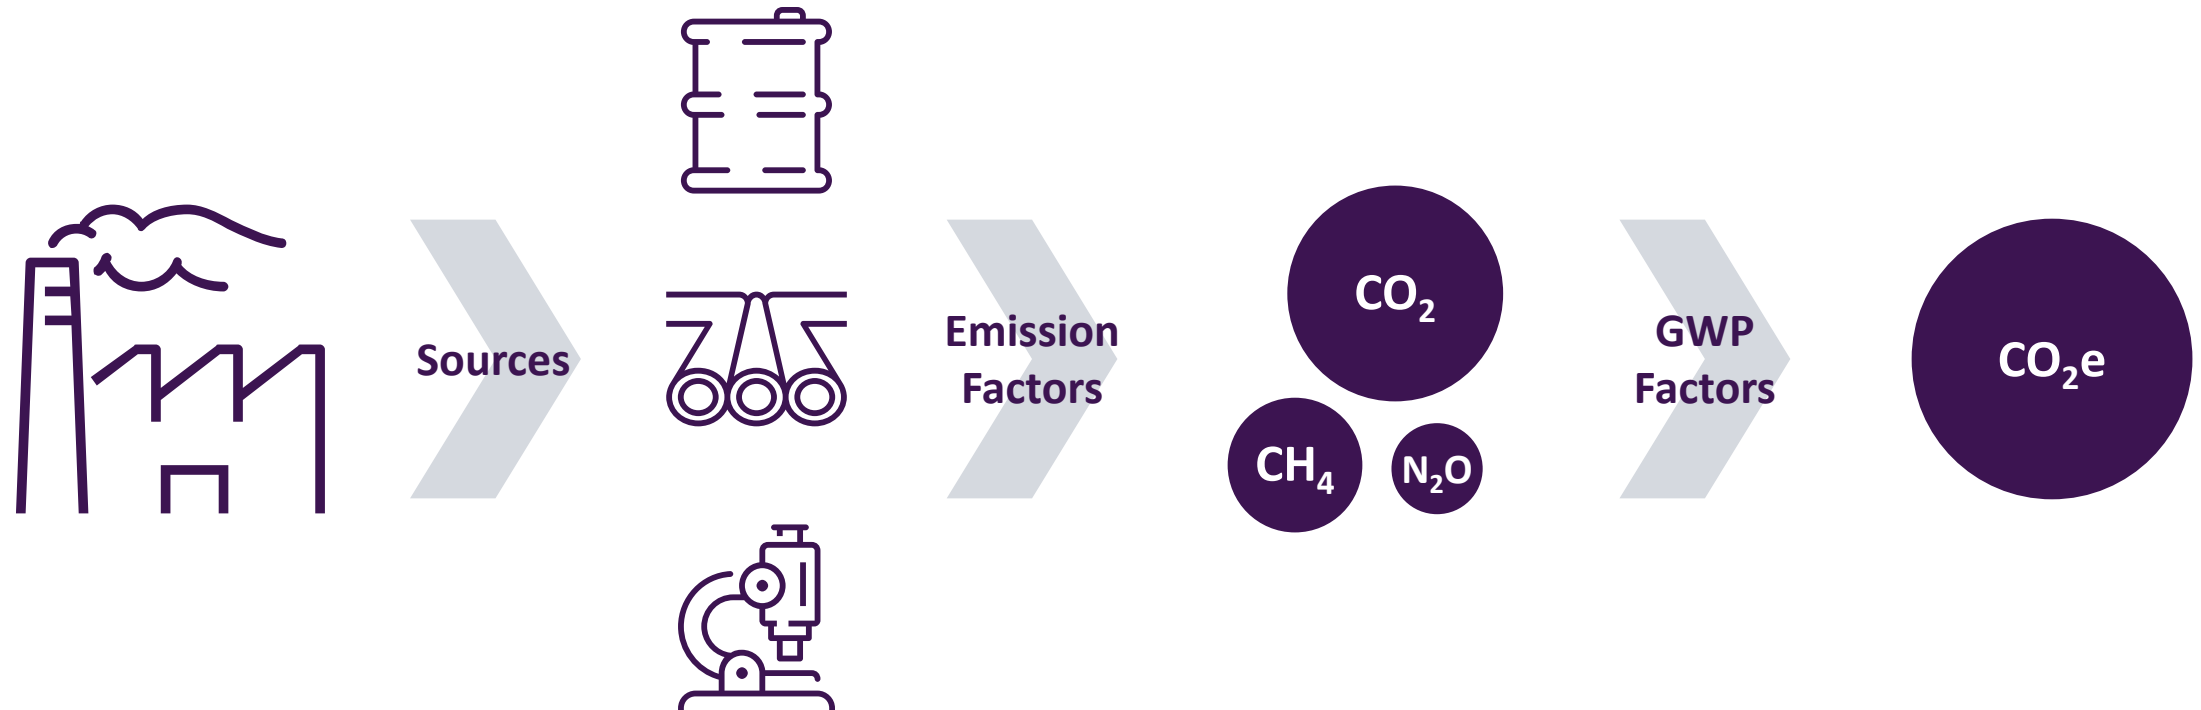 Sources
Emission
Factors
CO₂
CH₄
N₂O
GWP
Factors
CO₂e